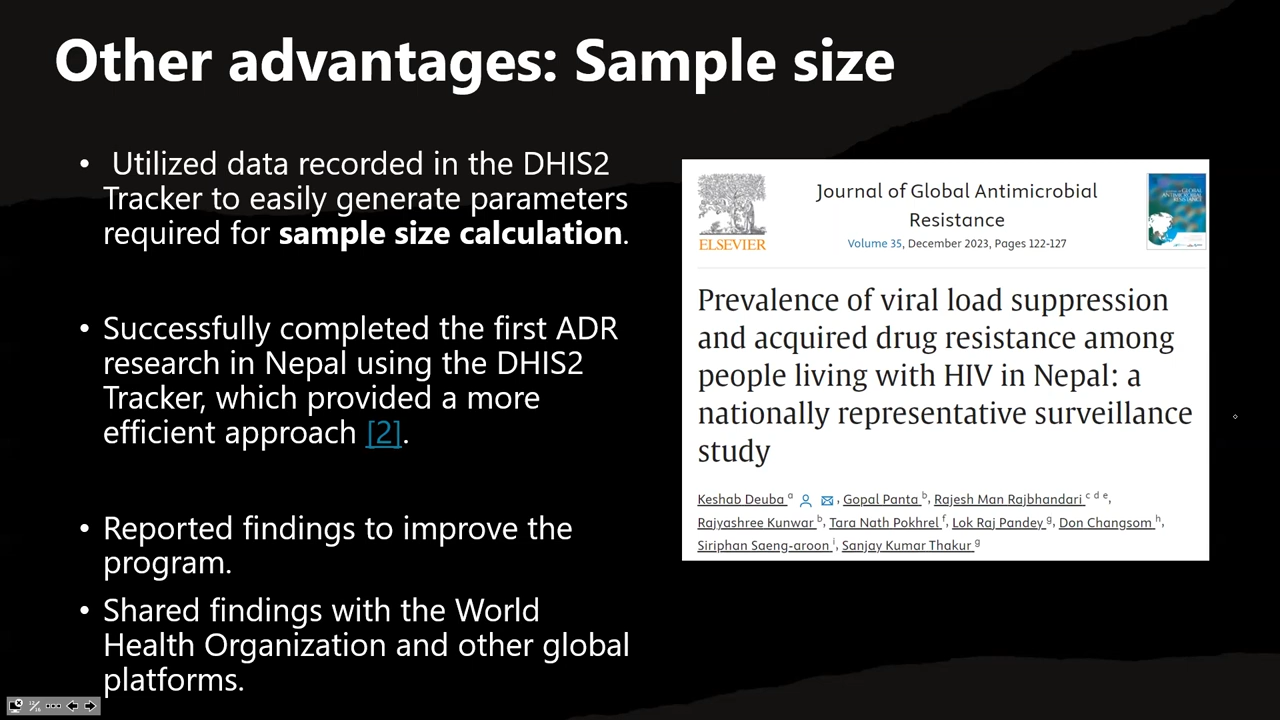 Other advantages: Sample size
• Utilized data recorded in the DHIS2
Tracker to easily generate parameters
required for sample size calculation.
• Successfully completed the first ADR
research in Nepal using the DHIS2
Tracker, which provided a more
efficient approach [2].
• Reported findings to improve the
program.
• Shared findings with the World
Health Organization and other global
platforms.
ELSEVIER
Journal of Global Antimicrobial
Resistance
Volume 35, December 2023, Pages 122-127
Prevalence of viral load suppression
and acquired drug resistance among
people living with HIV in Nepal: a
nationally representative surveillance
study
Keshab Deuba a, Gopal Panta b, Rajesh Man Rajbhandari c d e,
Rajyashree Kunwar b, Tara Nath Pokhrel f, Lok Raj Pandey g, Don Changsom h,
Siriphan Saeng-aroon i, Sanjay Kumar Thakur g